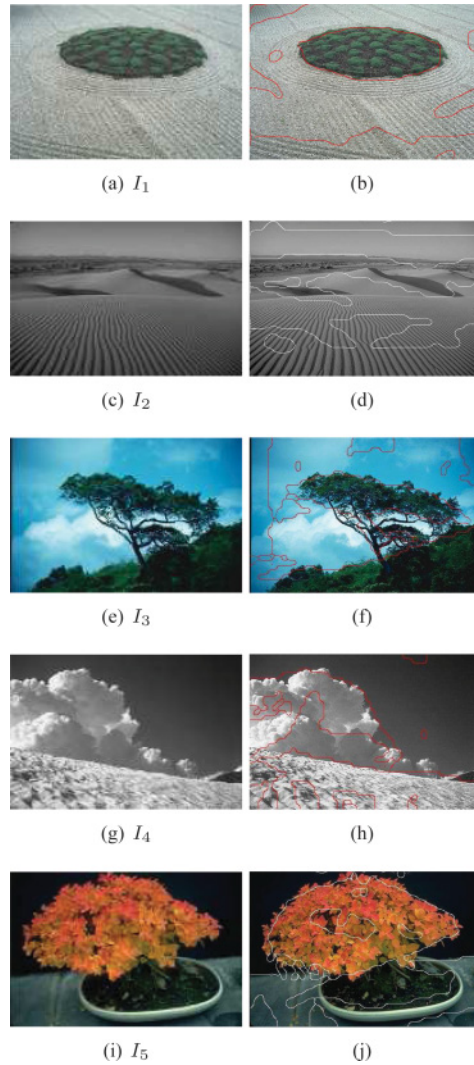 (a) I₁ (b)
(c) I₂ (d)
(e) I₃ (f)
(g) I₄ (h)
(i) I₅ (j)